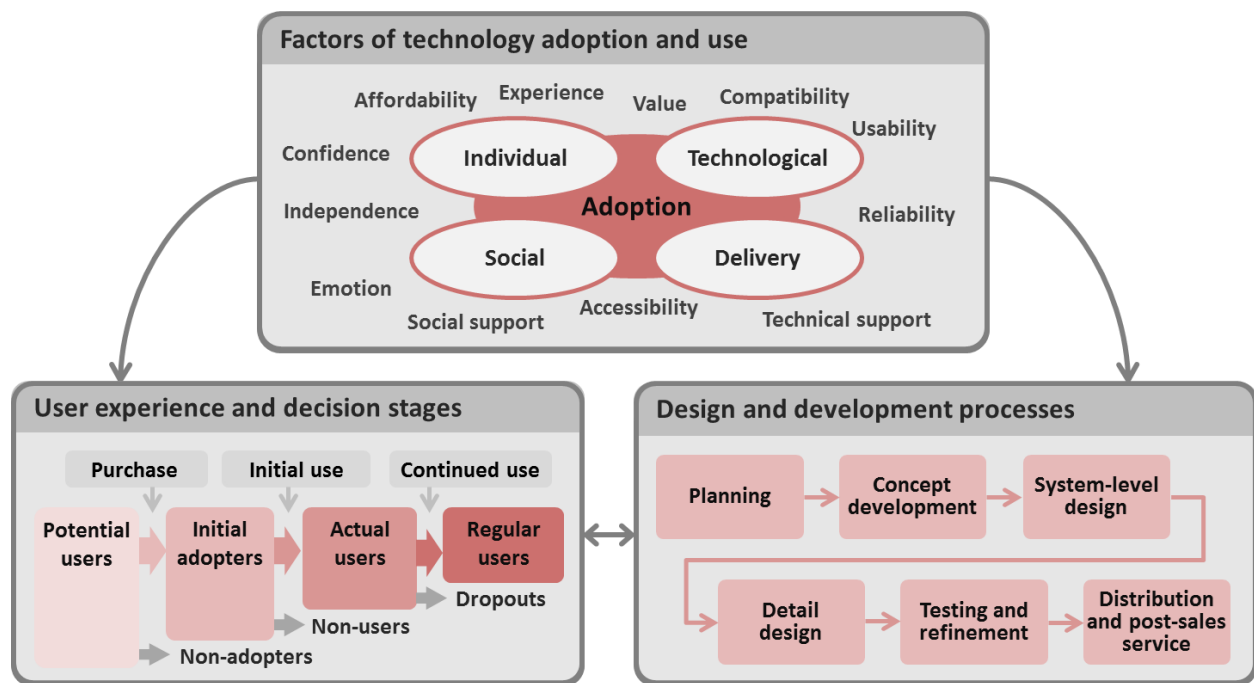 Factors of technology adoption and use
Affordability
Experience
Value
Compatibility
Usability
Confidence
Individual
Technological
Independence
Adoption
Reliability
Social
Delivery
Emotion
Social support
Accessibility
Technical support
User experience and decision stages
Purchase
Initial use
Continued use
Potential
users
Initial
adopters
Actual
users
Regular
users
Dropouts
Non-users
Non-adopters
Design and development processes
Planning
Concept
development
System-level
design
Detail
design
Testing and
refinement
Distribution
and post-sales
service